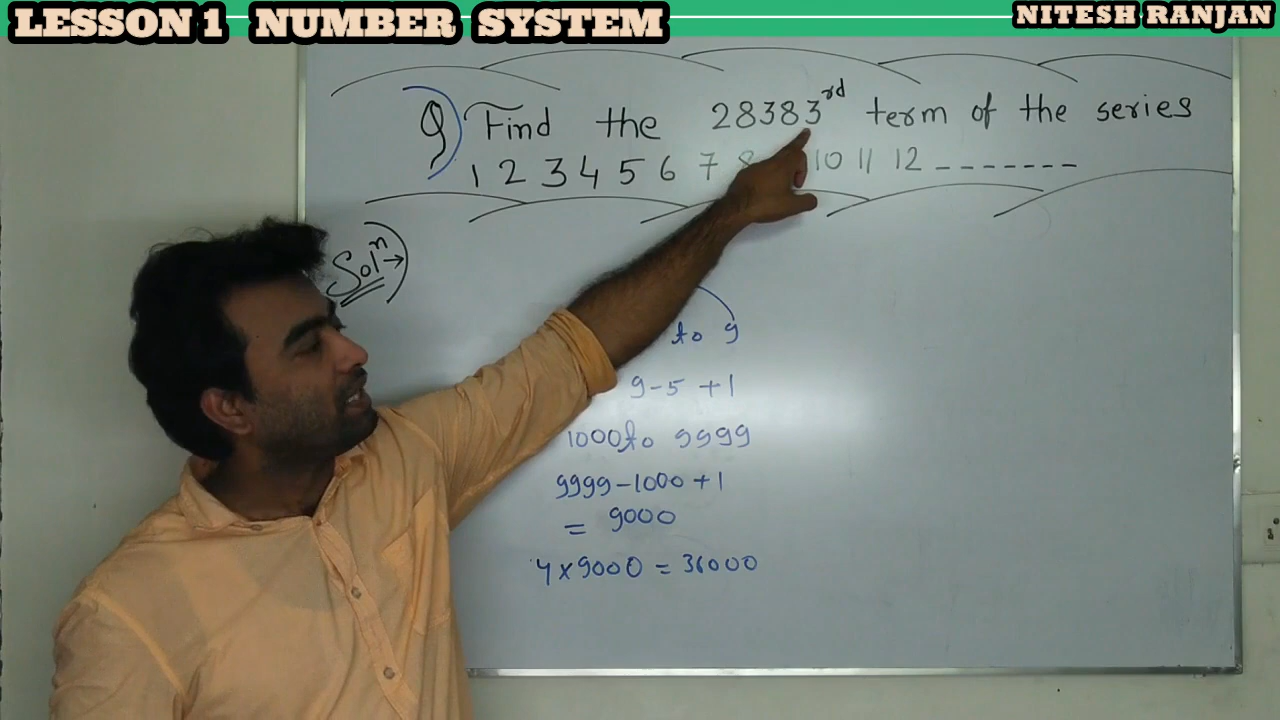 LESSON 1 NUMBER SYSTEM
NITESH RANJAN
Q) Find the 28383rd term of the series
1 2 3 4 5 6 7 8 10 11 12 -------
Soln →
to 9
9-5 +1
1000 to 9999
9999-1000 +1
= 9000
4×9000 = 36000